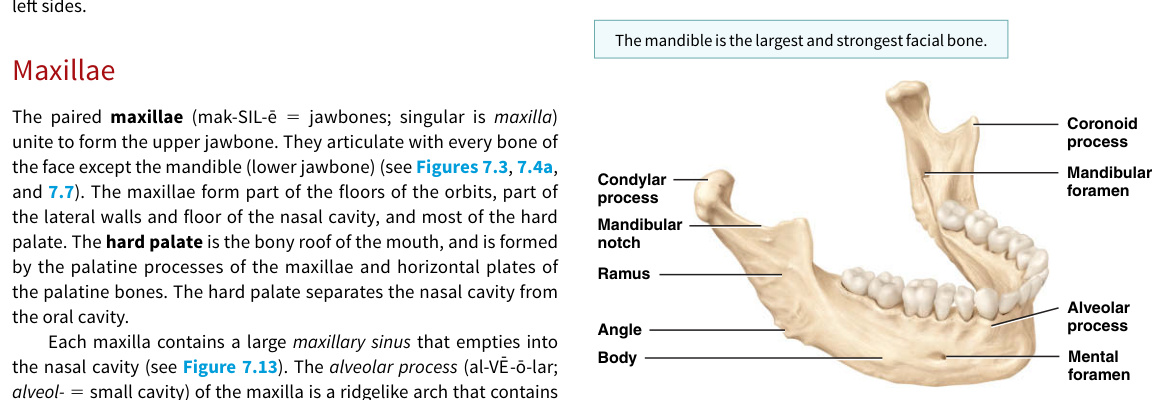 left sides.
Maxillae
The paired maxillae (mak-SIL-ē = jawbones; singular is maxilla)
unite to form the upper jawbone. They articulate with every bone of
the face except the mandible (lower jawbone) (see Figures 7.3, 7.4a,
and 7.7). The maxillae form part of the floors of the orbits, part of
the lateral walls and floor of the nasal cavity, and most of the hard
palate. The hard palate is the bony roof of the mouth, and is formed
by the palatine processes of the maxillae and horizontal plates of
the palatine bones. The hard palate separates the nasal cavity from
the oral cavity.
Each maxilla contains a large maxillary sinus that empties into
the nasal cavity (see Figure 7.13). The alveolar process (al-VĒ-ō-lar;
alveol- = small cavity) of the maxilla is a ridgelike arch that contains
The mandible is the largest and strongest facial bone.
Condylar
process
Mandibular
notch
Ramus
Angle
Body
Coronoid
process
Mandibular
foramen
Alveolar
process
Mental
foramen